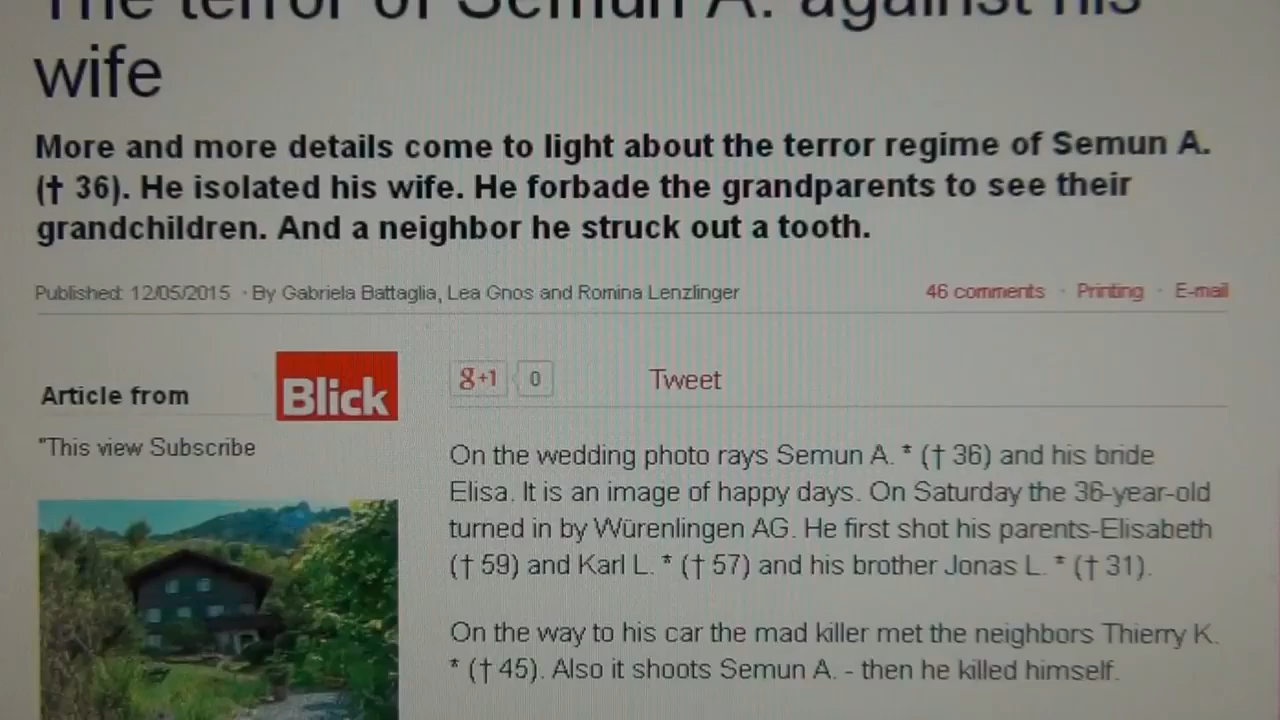 The terror of Semun A. against his
wife
More and more details come to light about the terror regime of Semun A.
(† 36). He isolated his wife. He forbade the grandparents to see their
grandchildren. And a neighbor he struck out a tooth.
Published: 12/05/2015 · By Gabriela Battaglia, Lea Gnos and Romina Lenzlinger
46 comments · Printing · E-mail
Article from
Blick
"This view Subscribe
g+1 0 Tweet
On the wedding photo rays Semun A. * († 36) and his bride
Elisa. It is an image of happy days. On Saturday the 36-year-old
turned in by Würenlingen AG. He first shot his parents-Elisabeth
(† 59) and Karl L. * († 57) and his brother Jonas L. * († 31).
On the way to his car the mad killer met the neighbors Thierry K.
* († 45). Also it shoots Semun A. - then he killed himself.